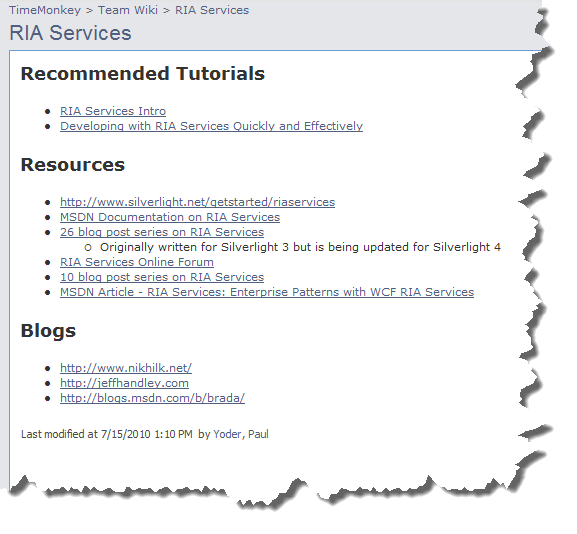 TimeMonkey > Team Wiki > RIA Services
RIA Services
Recommended Tutorials
• RIA Services Intro
• Developing with RIA Services Quickly and Effectively
Resources
• http://www.silverlight.net/getstarted/riaservices
• MSDN Documentation on RIA Services
• 26 blog post series on RIA Services
o Originally written for Silverlight 3 but is being updated for Silverlight 4
• RIA Services Online Forum
• 10 blog post series on RIA Services
• MSDN Article - RIA Services: Enterprise Patterns with WCF RIA Services
Blogs
• http://www.nikhilk.net/
• http://jeffhandley.com
• http://blogs.msdn.com/b/brada/
Last modified at 7/15/2010 1:10 PM by Yoder, Paul